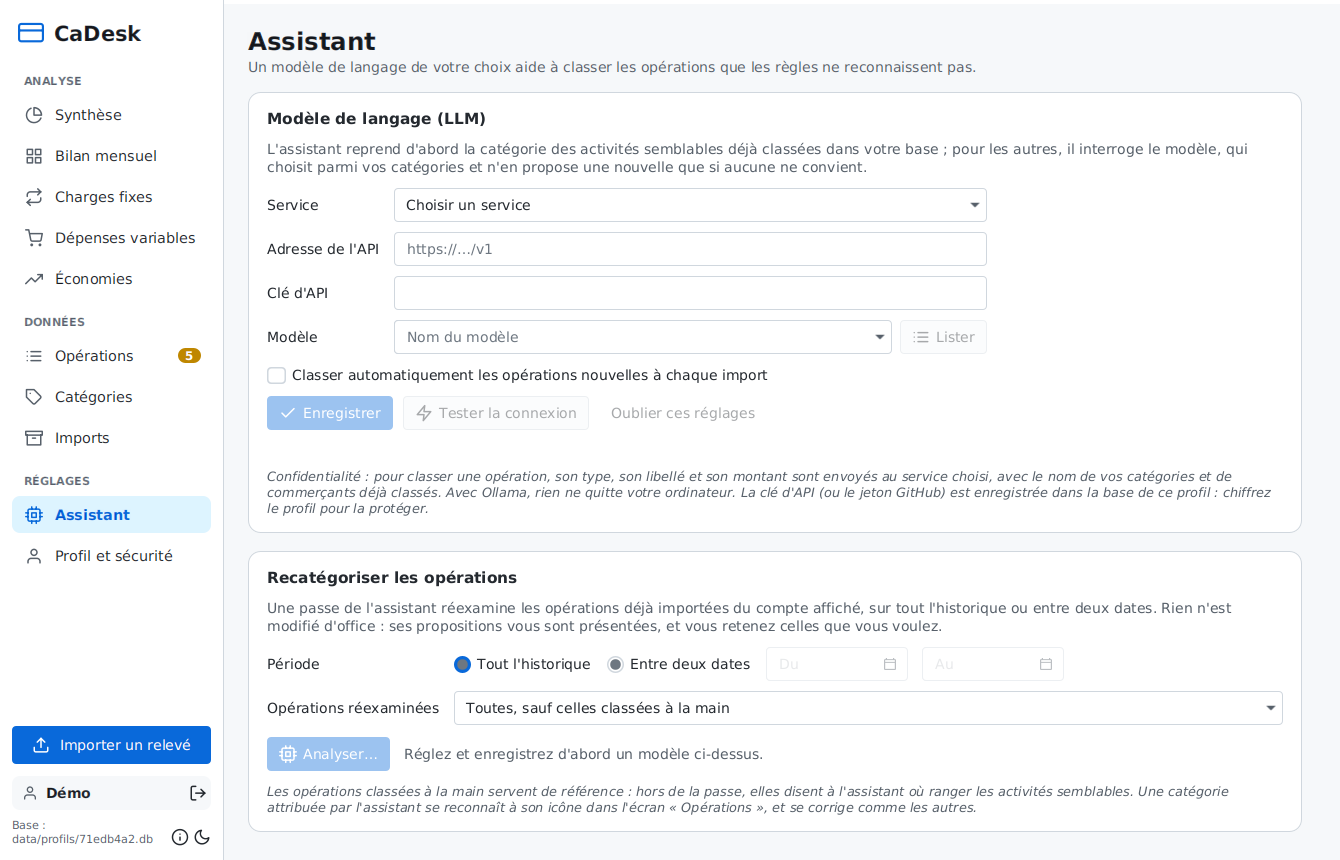 CaDesk
ANALYSE
Synthèse
Bilan mensuel
Charges fixes
Dépenses variables
Économies
DONNÉES
Opérations 5
Catégories
Imports
RÉGLAGES
Assistant
Profil et sécurité
Importer un relevé
Démo
Base :
data/profils/71edb4a2.db
Assistant
Un modèle de langage de votre choix aide à classer les opérations que les règles ne reconnaissent pas.
Modèle de langage (LLM)
L'assistant reprend d'abord la catégorie des activités semblables déjà classées dans votre base ; pour les autres, il interroge le modèle, qui
choisit parmi vos catégories et n'en propose une nouvelle que si aucune ne convient.
Service Choisir un service
Adresse de l'API https://.../v1
Clé d'API
Modèle Nom du modèle Lister
Classer automatiquement les opérations nouvelles à chaque import
Enregistrer Tester la connexion Oublier ces réglages
Confidentialité : pour classer une opération, son type, son libellé et son montant sont envoyés au service choisi, avec le nom de vos catégories et de
commerçants déjà classés. Avec Ollama, rien ne quitte votre ordinateur. La clé d'API (ou le jeton GitHub) est enregistrée dans la base de ce profil : chiffrez
le profil pour la protéger.
Recatégoriser les opérations
Une passe de l'assistant réexamine les opérations déjà importées du compte affiché, sur tout l'historique ou entre deux dates. Rien n'est
modifié d'office : ses propositions vous sont présentées, et vous retenez celles que vous voulez.
Période Tout l'historique Entre deux dates Du Au
Opérations réexaminées Toutes, sauf celles classées à la main
Analyser... Réglez et enregistrez d'abord un modèle ci-dessus.
Les opérations classées à la main servent de référence : hors de la passe, elles disent à l'assistant où ranger les activités semblables. Une catégorie
attribuée par l'assistant se reconnaît à son icône dans l'écran « Opérations », et se corrige comme les autres.